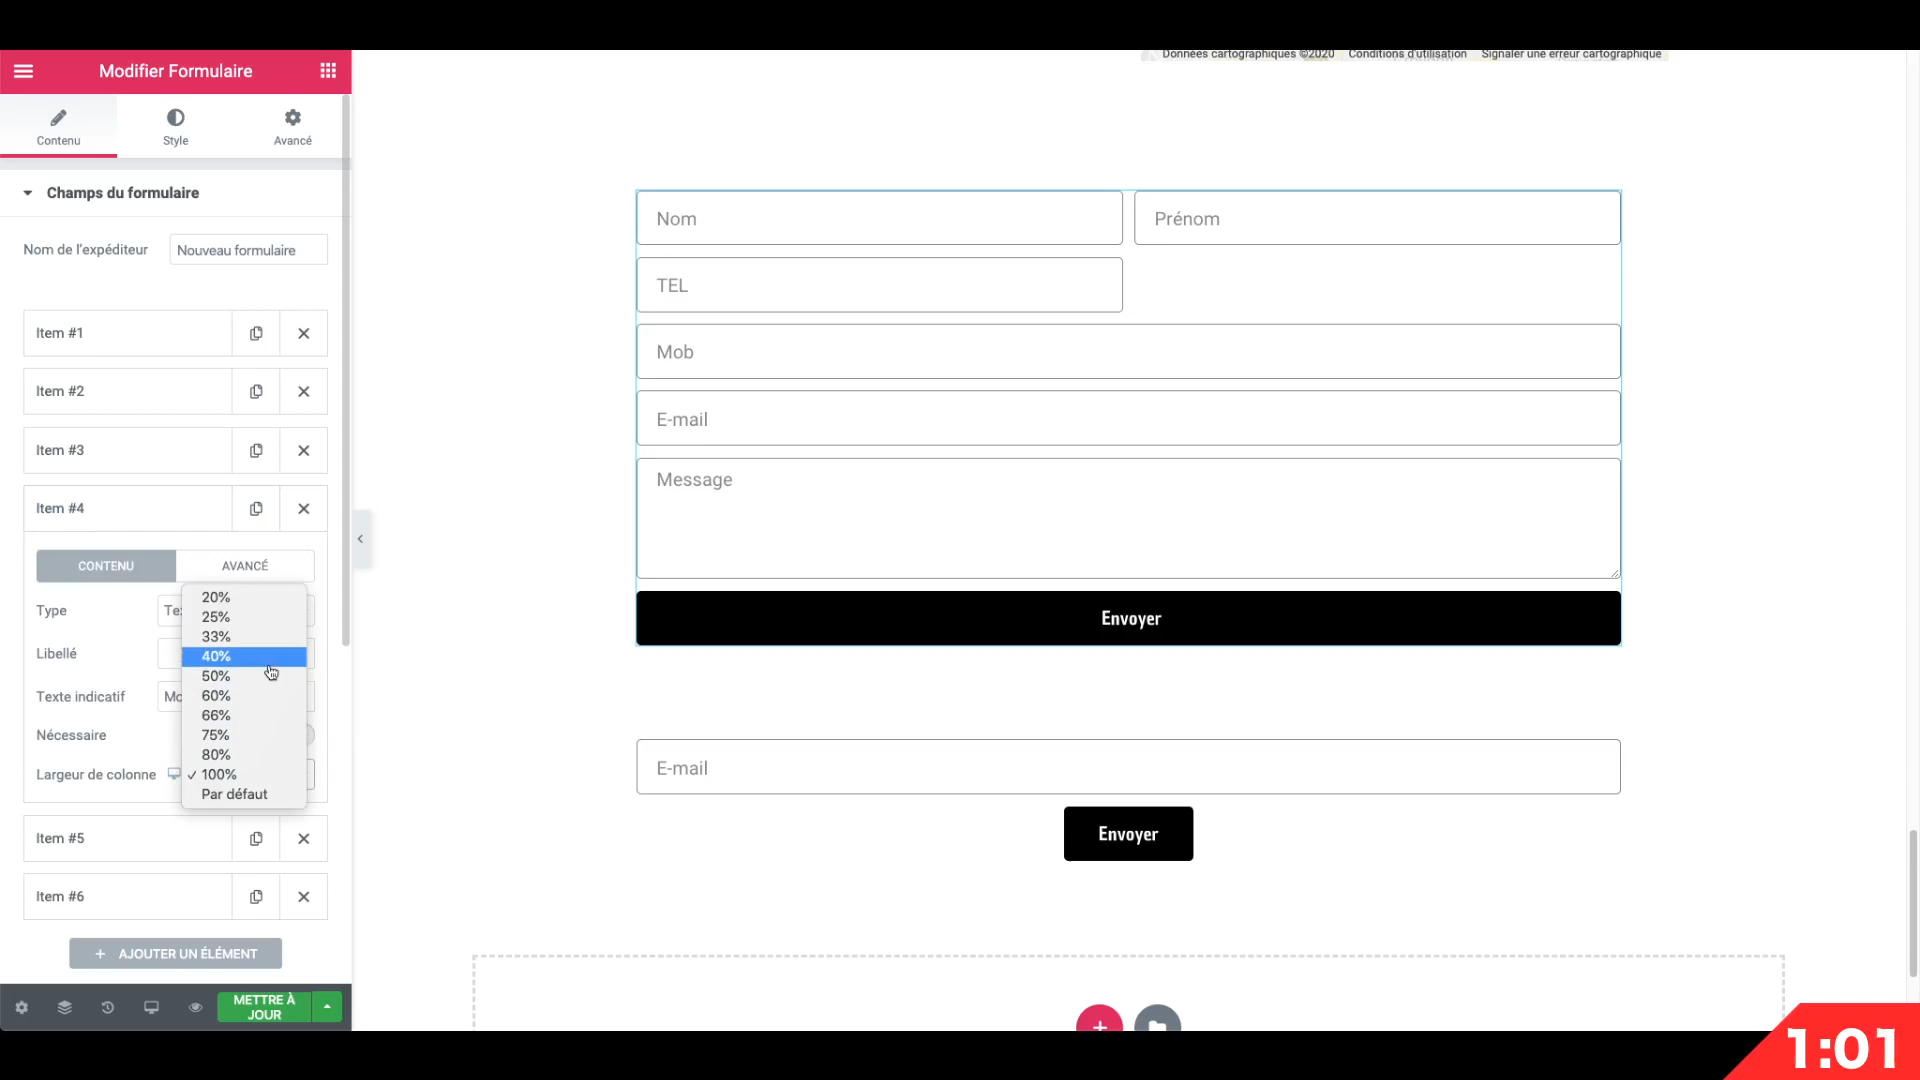 Données cartographiques ©2020 Conditions d'utilisation Signaler une erreur cartographique
Modifier Formulaire
Contenu Style Avancé
Champs du formulaire
Nom de l'expéditeur Nouveau formulaire
Item #1
Item #2
Item #3
Item #4
CONTENU AVANCÉ
Type Te
Libellé
Texte indicatif Mo
Nécessaire
Largeur de colonne
20%
25%
33%
40%
50%
60%
66%
75%
80%
✓ 100%
Par défaut
Item #5
Item #6
+ AJOUTER UN ÉLÉMENT
METTRE À
JOUR
Nom Prénom
TEL
Mob
E-mail
Message
Envoyer
E-mail
Envoyer
1:01